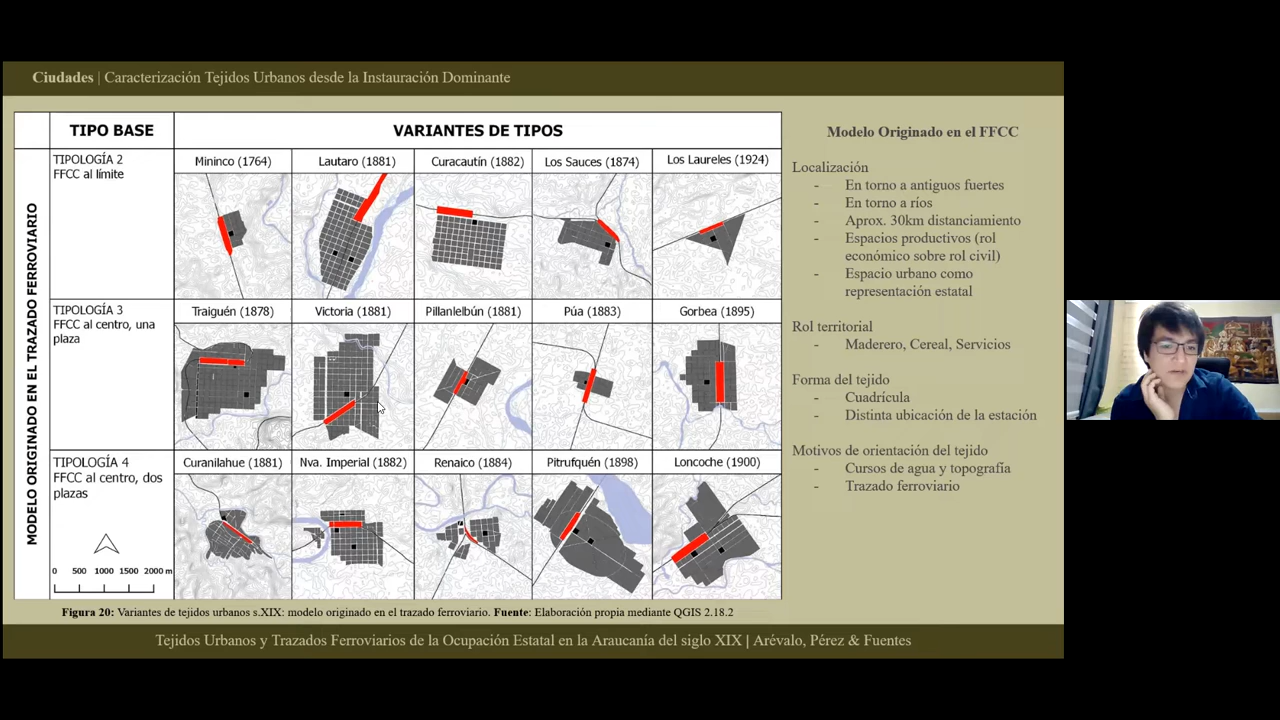 Ciudades | Caracterización Tejidos Urbanos desde la Instauración Dominante
TIPO BASE
VARIANTES DE TIPOS
MODELO ORIGINADO EN EL TRAZADO FERROVIARIO
TIPOLOGÍA 2
FFCC al límite
Mininco (1764)
Lautaro (1881)
Curacautín (1882)
Los Sauces (1874)
Los Laureles (1924)
TIPOLOGÍA 3
FFCC al centro, una
plaza
Traiguén (1878)
Victoria (1881)
Pillanlelbún (1881)
Púa (1883)
Gorbea (1895)
TIPOLOGÍA 4
FFCC al centro, dos
plazas
Curanilahue (1881)
Nva. Imperial (1882)
Renaico (1884)
Pitrufquén (1898)
Loncoche (1900)
0 500 1000 1500 2000 m
Figura 20: Variantes de tejidos urbanos s.XIX: modelo originado en el trazado ferroviario. Fuente: Elaboración propia mediante QGIS 2.18.2
Modelo Originado en el FFCC
Localización
- En torno a antiguos fuertes
- En torno a ríos
- Aprox. 30km distanciamiento
- Espacios productivos (rol
económico sobre rol civil)
- Espacio urbano como
representación estatal
Rol territorial
- Maderero, Cereal, Servicios
Forma del tejido
- Cuadrícula
- Distinta ubicación de la estación
Motivos de orientación del tejido
- Cursos de agua y topografía
- Trazado ferroviario
Tejidos Urbanos y Trazados Ferroviarios de la Ocupación Estatal en la Araucanía del siglo XIX | Arévalo, Pérez & Fuentes